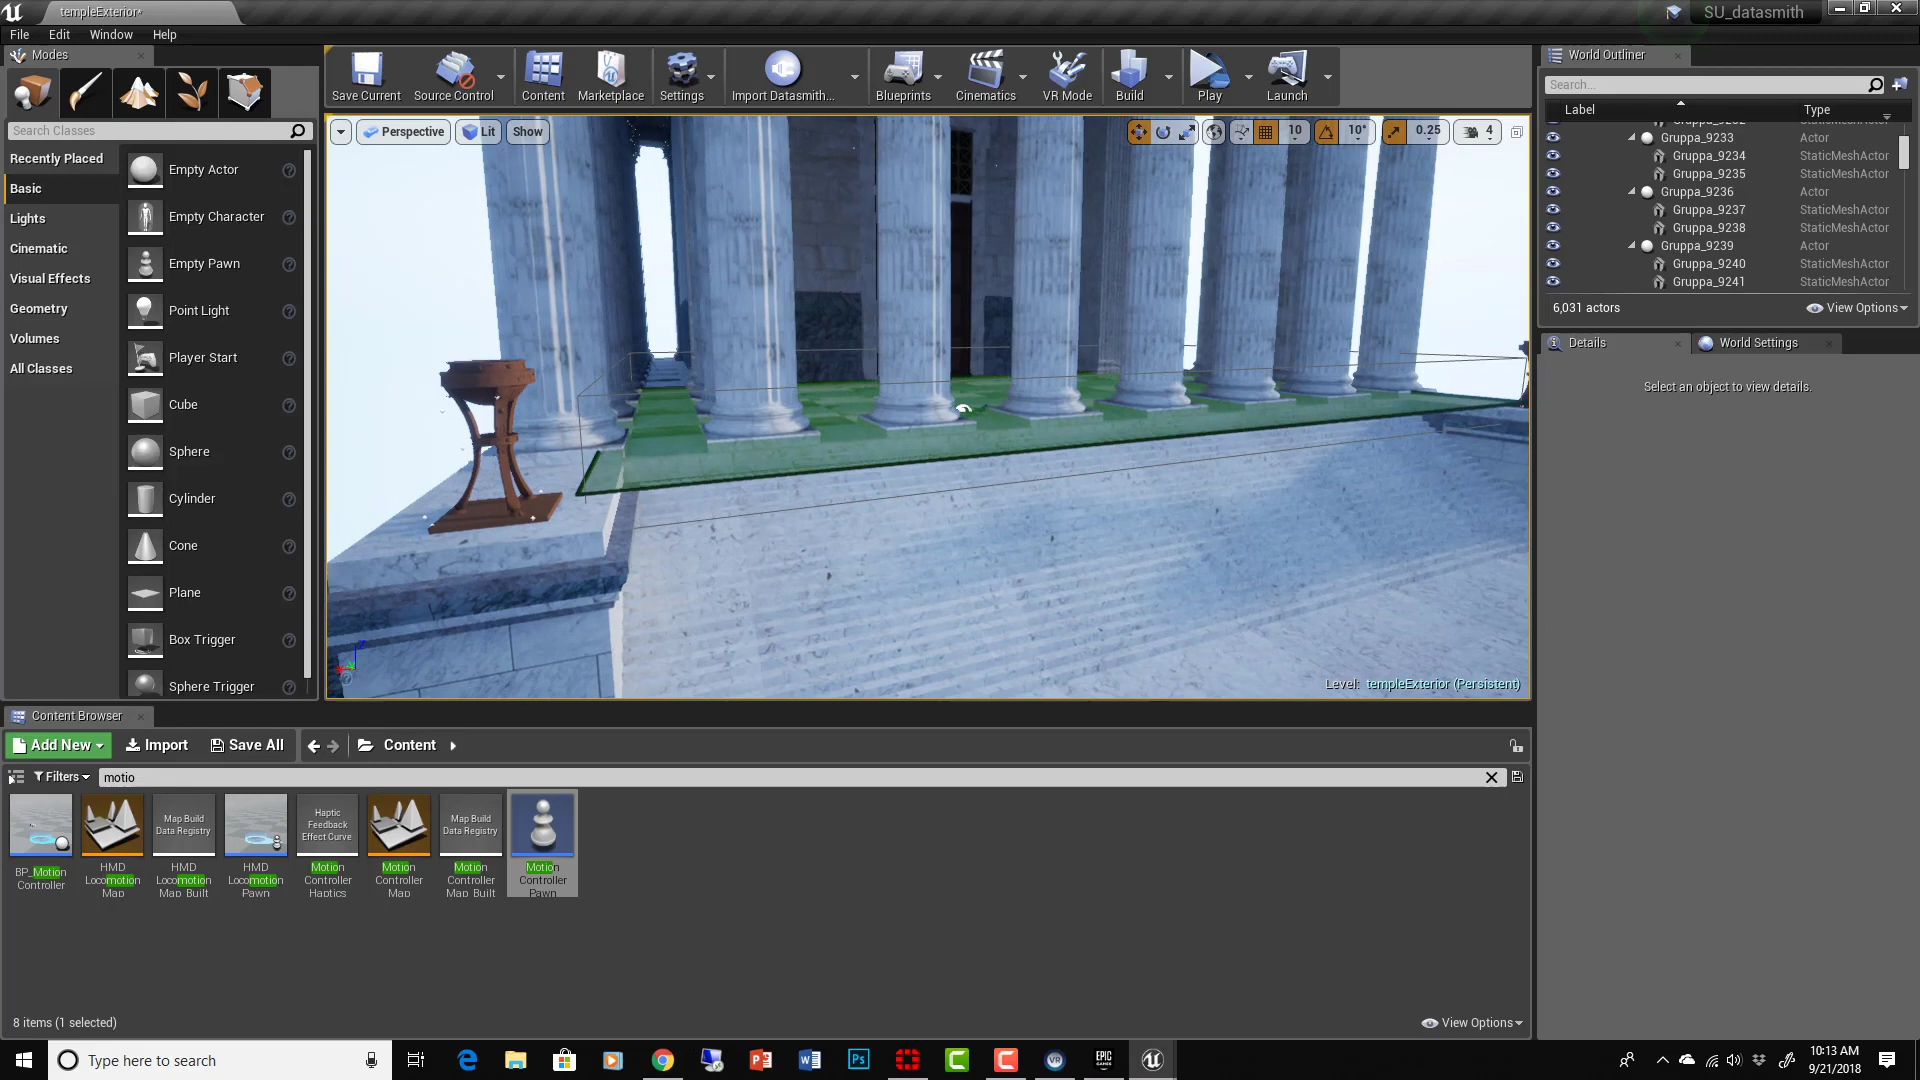 templeExterior*
SU_datasmith
File Edit Window Help
Modes
Search Classes
Recently Placed
Basic
Lights
Cinematic
Visual Effects
Geometry
Volumes
All Classes
Empty Actor
Empty Character
Empty Pawn
Point Light
Player Start
Cube
Sphere
Cylinder
Cone
Plane
Box Trigger
Sphere Trigger
Save Current
Source Control
Content
Marketplace
Settings
Import Datasmith...
Blueprints
Cinematics
VR Mode
Build
Play
Launch
Perspective Lit Show
10 10° 0.25 4
Level: templeExterior (Persistent)
World Outliner
Search...
Label Type
Gruppa_9233 Actor
Gruppa_9234 StaticMeshActor
Gruppa_9235 StaticMeshActor
Gruppa_9236 Actor
Gruppa_9237 StaticMeshActor
Gruppa_9238 StaticMeshActor
Gruppa_9239 Actor
Gruppa_9240 StaticMeshActor
Gruppa_9241 StaticMeshActor
6,031 actors View Options
Details World Settings
Select an object to view details.
Content Browser
Add New Import Save All Content
Filters motio
BP_Motion
Controller
HMD
Locomotion
Map
Map Build
Data Registry
HMD
Locomotion
Map_Built
HMD
Locomotion
Pawn
Haptic
Feedback
Effect Curve
Motion
Controller
Haptics
Motion
Controller
Map
Map Build
Data Registry
Motion
Controller
Map_Built
Motion
Controller
Pawn
8 items (1 selected)
View Options
Type here to search
10:13 AM
9/21/2018